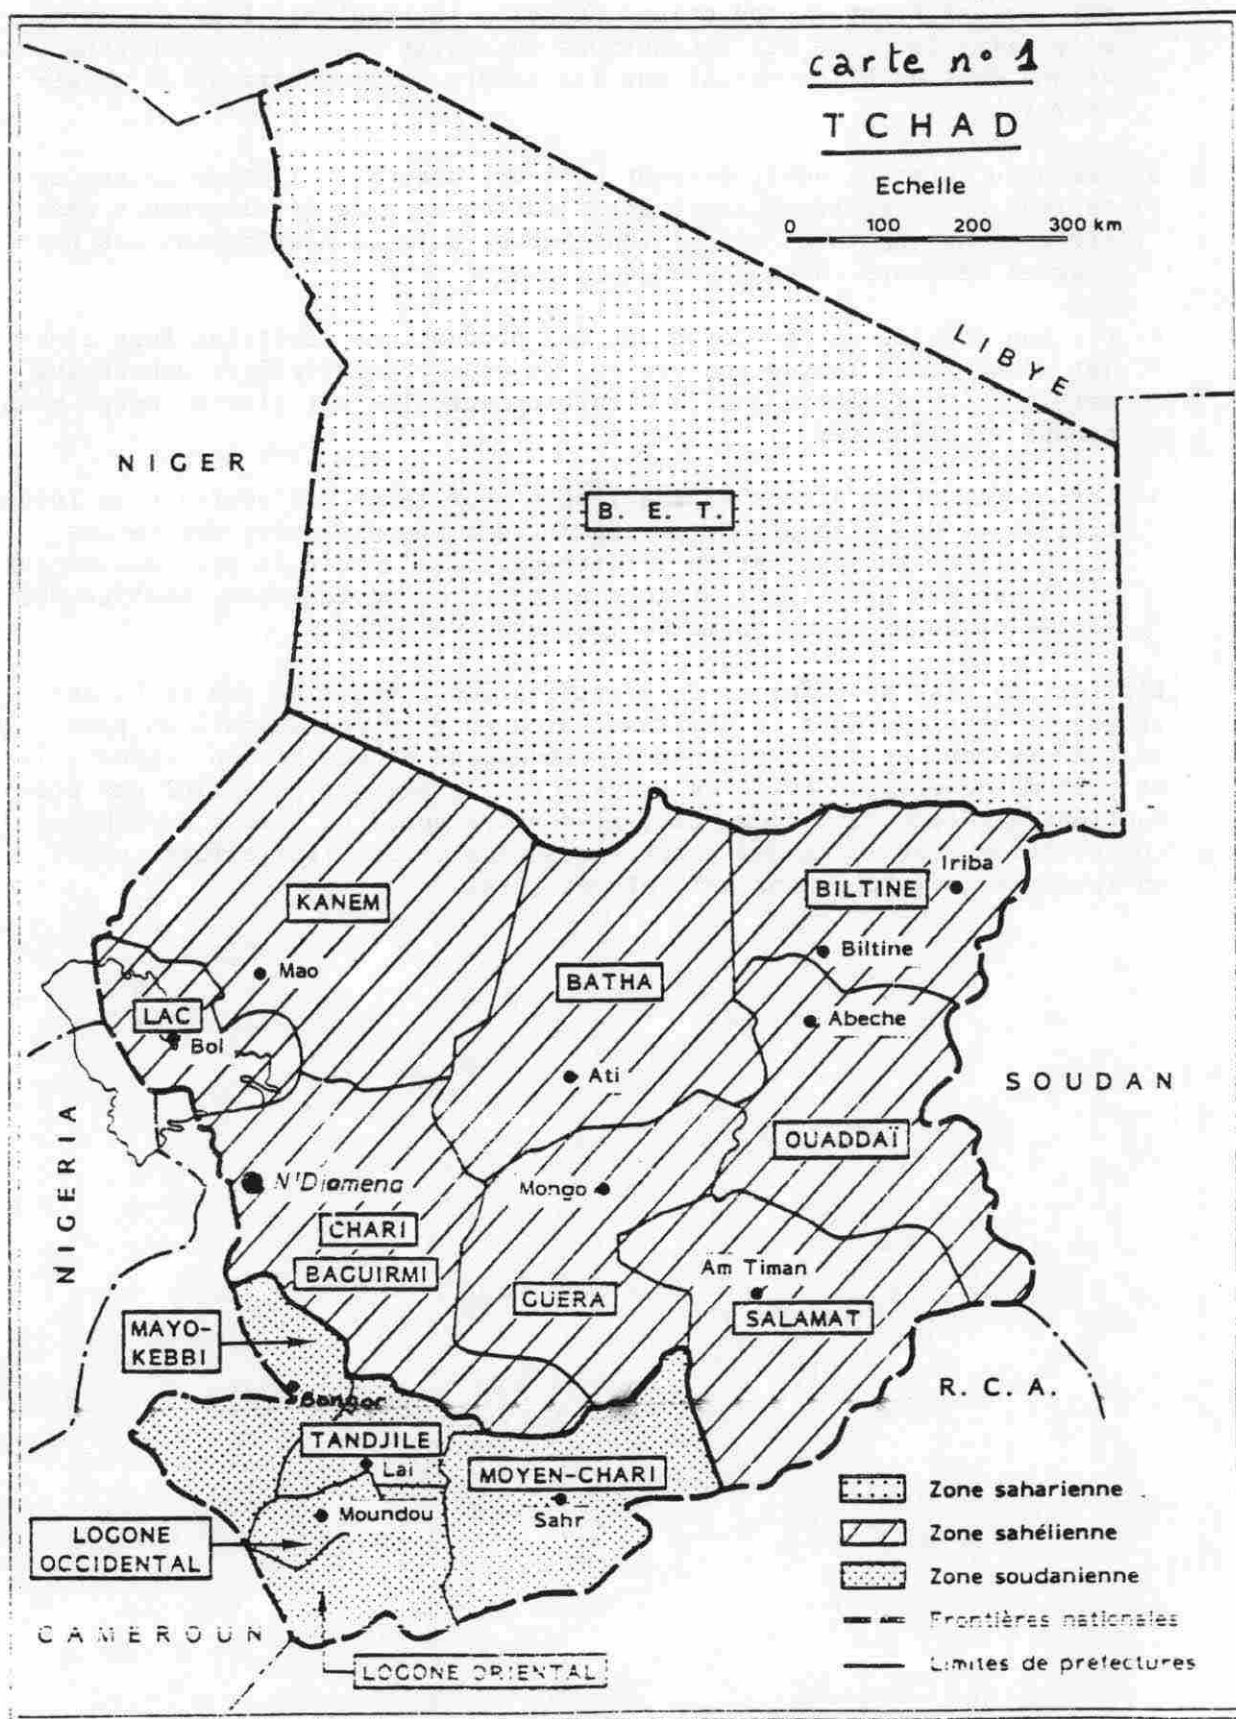 carte n° 1
TCHAD
Echelle
0 100 200 300 km
LIBYE
NIGER
B. E. T.
Iriba
KANEM
BILTINE
Biltine
Mao
BATHA
LAC
Abeche
Bol
Ati
SOUDAN
NIGERIA
OUADDAÏ
N'Djamena
Mongo
CHARI
BAGUIRMI
Am Timan
GUERA
SALAMAT
MAYO-
KEBBI
R. C. A.
Bongor
TANDJILE
Lai
MOYEN-CHARI
Moundou
Sahr
LOGONE
OCCIDENTAL
CAMEROUN
LOGONE ORIENTAL
Zone saharienne
Zone sahélienne
Zone soudanienne
Frontières nationales
Limites de préfectures